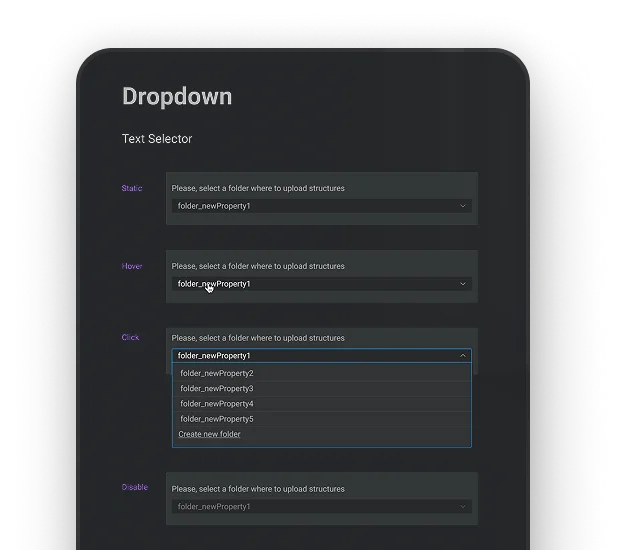 Dropdown
Text Selector
Static
Please, select a folder where to upload structures
folder_newProperty1
Hover
Please, select a folder where to upload structures
folder_newProperty1
Click
Please, select a folder where to upload structures
folder_newProperty1
folder_newProperty2
folder_newProperty3
folder_newProperty4
folder_newProperty5
Create new folder
Disable
Please, select a folder where to upload structures
folder_newProperty1